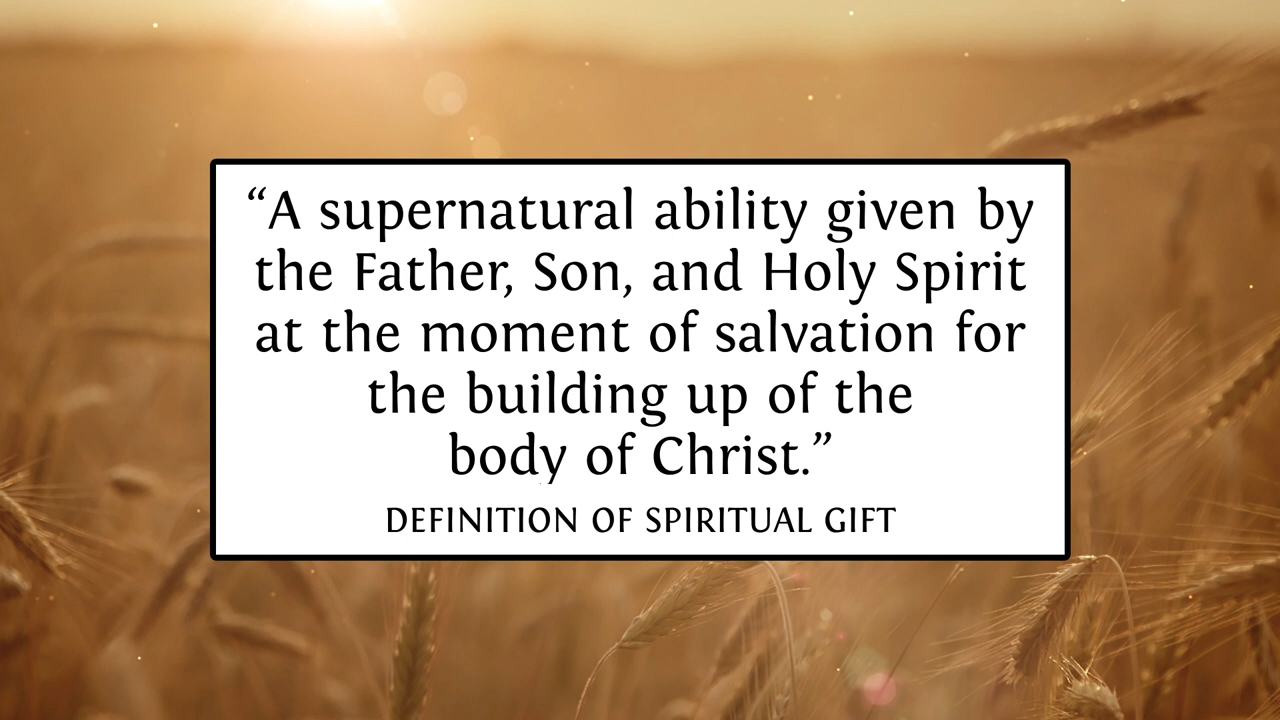 “A supernatural ability given by
the Father, Son, and Holy Spirit
at the moment of salvation for
the building up of the
body of Christ.”
DEFINITION OF SPIRITUAL GIFT